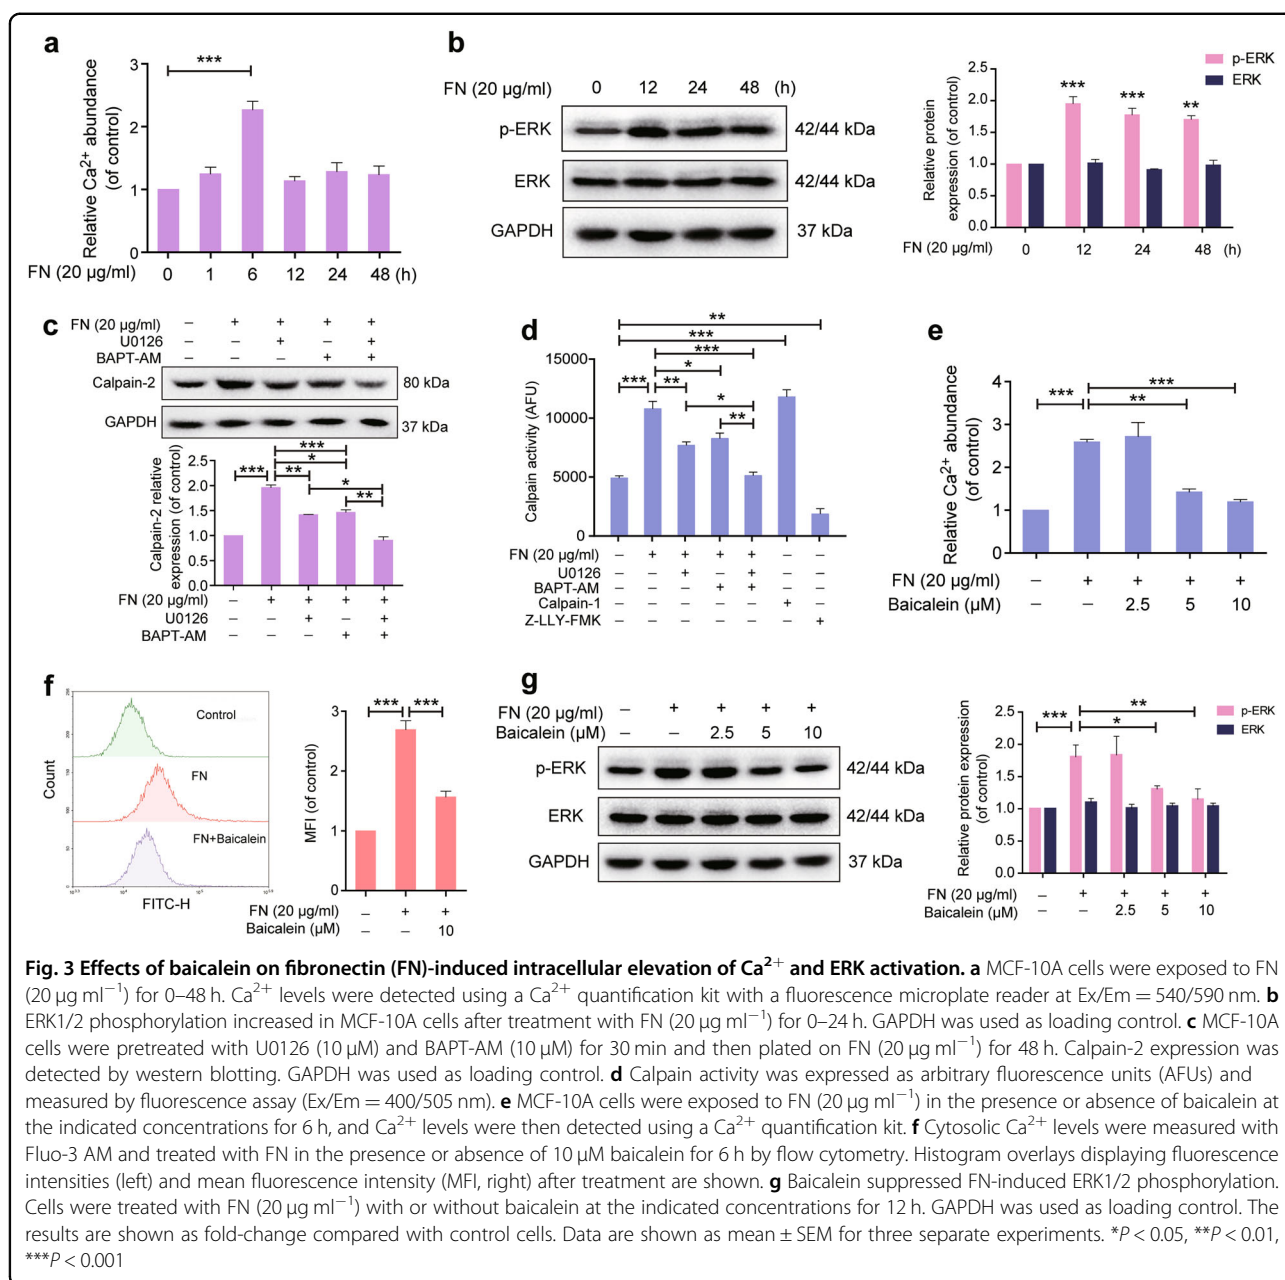 a
Relative Ca²⁺ abundance
(of control)
3
2
1
0
***
FN (20 µg/ml) 0 1 6 12 24 48 (h)
b
FN (20 µg/ml) 0 12 24 48 (h)
p-ERK 42/44 kDa
ERK 42/44 kDa
GAPDH 37 kDa
p-ERK
ERK
Relative protein
expression (of control)
2.5
2.0
1.5
1.0
0.5
0.0
*** *** **
FN (20 µg/ml) 0 12 24 48 (h)
c
FN (20 µg/ml) – + + + +
U0126 – – + – +
BAPT-AM – – – + +
Calpain-2 80 kDa
GAPDH 37 kDa
Calpain-2 relative
expression (of control)
2.5
2.0
1.5
1.0
0.5
0.0
***
*
*** **
*
**
FN (20 µg/ml) – + + + +
U0126 – – + – +
BAPT-AM – – – + +
d
Calpain activity (AFU)
15000
10000
5000
0
**
***
***
*
*** **
*
**
FN (20 µg/ml) – + + + + – –
U0126 – – + – + – –
BAPT-AM – – – + + – –
Calpain-1 – – – – – + –
Z-LLY-FMK – – – – – – +
e
Relative Ca²⁺ abundance
(of control)
4
3
2
1
0
***
***
**
FN (20 µg/ml) – + + + +
Baicalein (µM) – – 2.5 5 10
f
Count
Control
FN
FN+Baicalein
FITC-H
MFI (of control)
3
2
1
0
*** ***
FN (20 µg/ml) – + +
Baicalein (µM) – – 10
g
FN (20 µg/ml) – + + + +
Baicalein (µM) – – 2.5 5 10
p-ERK 42/44 kDa
ERK 42/44 kDa
GAPDH 37 kDa
p-ERK
ERK
Relative protein expression
(of control)
2.5
2.0
1.5
1.0
0.5
0.0
***
**
*
FN (20 µg/ml) – + + + +
Baicalein (µM) – – 2.5 5 10
Fig. 3 Effects of baicalein on fibronectin (FN)-induced intracellular elevation of Ca²⁺ and ERK activation. a MCF-10A cells were exposed to FN
(20 µg ml⁻¹) for 0–48 h. Ca²⁺ levels were detected using a Ca²⁺ quantification kit with a fluorescence microplate reader at Ex/Em = 540/590 nm. b
ERK1/2 phosphorylation increased in MCF-10A cells after treatment with FN (20 µg ml⁻¹) for 0–24 h. GAPDH was used as loading control. c MCF-10A
cells were pretreated with U0126 (10 µM) and BAPT-AM (10 µM) for 30 min and then plated on FN (20 µg ml⁻¹) for 48 h. Calpain-2 expression was
detected by western blotting. GAPDH was used as loading control. d Calpain activity was expressed as arbitrary fluorescence units (AFUs) and
measured by fluorescence assay (Ex/Em = 400/505 nm). e MCF-10A cells were exposed to FN (20 µg ml⁻¹) in the presence or absence of baicalein at
the indicated concentrations for 6 h, and Ca²⁺ levels were then detected using a Ca²⁺ quantification kit. f Cytosolic Ca²⁺ levels were measured with
Fluo-3 AM and treated with FN in the presence or absence of 10 µM baicalein for 6 h by flow cytometry. Histogram overlays displaying fluorescence
intensities (left) and mean fluorescence intensity (MFI, right) after treatment are shown. g Baicalein suppressed FN-induced ERK1/2 phosphorylation.
Cells were treated with FN (20 µg ml⁻¹) with or without baicalein at the indicated concentrations for 12 h. GAPDH was used as loading control. The
results are shown as fold-change compared with control cells. Data are shown as mean ± SEM for three separate experiments. *P < 0.05, **P < 0.01,
***P < 0.001